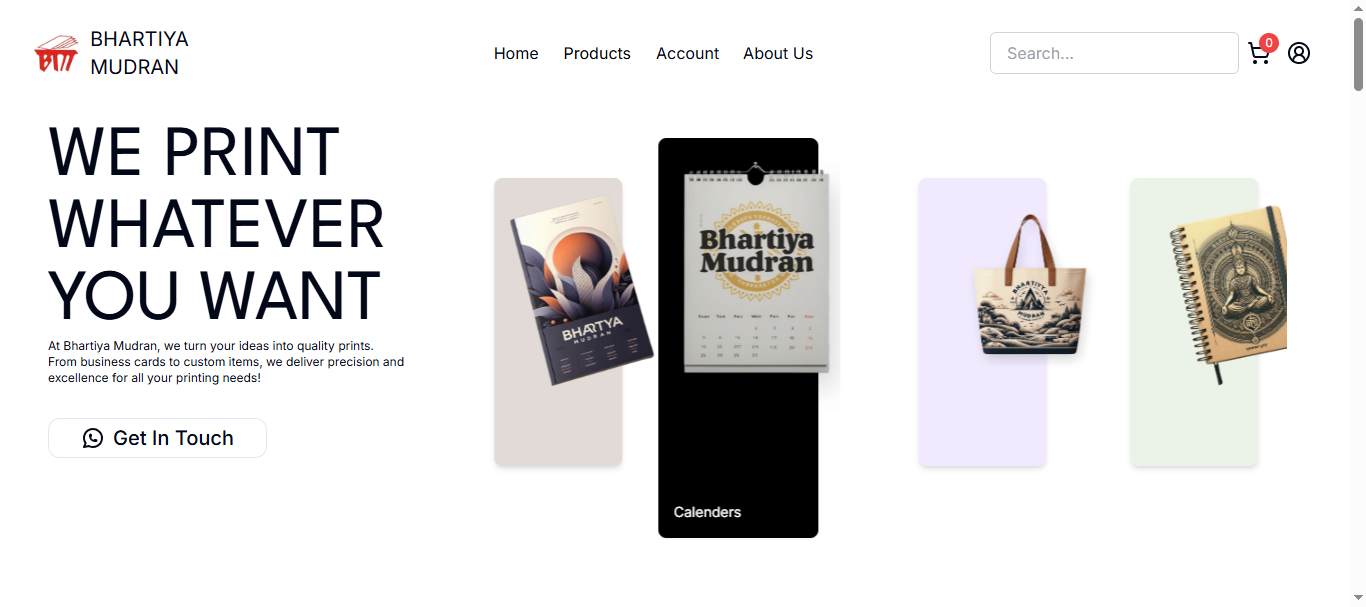 BHARTIYA
MUDRAN
Home Products Account About Us
Search...
0
WE PRINT
WHATEVER
YOU WANT
At Bhartiya Mudran, we turn your ideas into quality prints.
From business cards to custom items, we deliver precision and
excellence for all your printing needs!
Get In Touch
BHARTIYA
MUDRAN
Bhartiya
Mudran
Calenders
MUDRAN